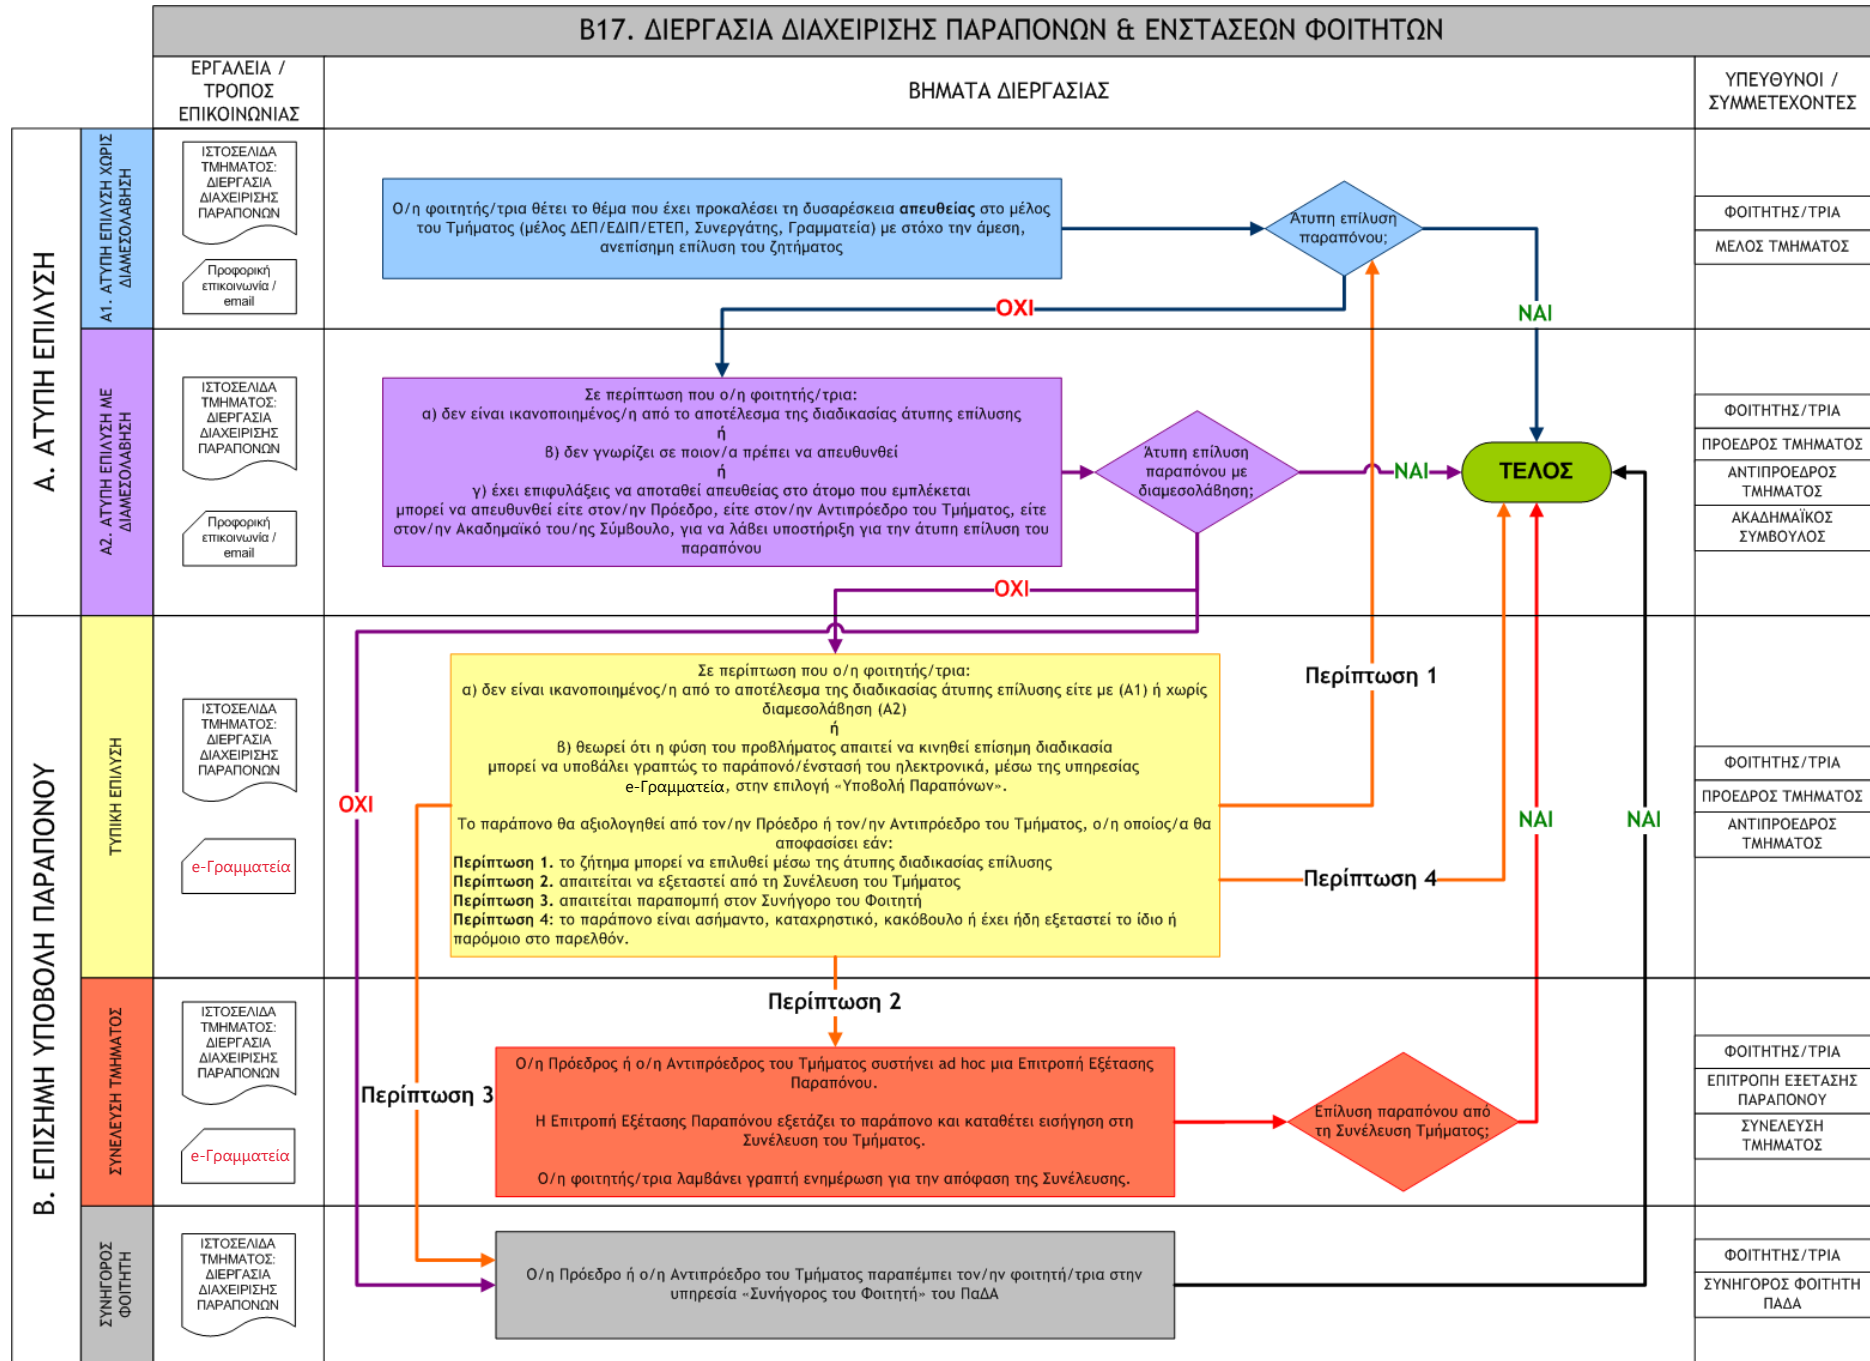 Β17. ΔΙΕΡΓΑΣΙΑ ΔΙΑΧΕΙΡΙΣΗΣ ΠΑΡΑΠΟΝΩΝ & ΕΝΣΤΑΣΕΩΝ ΦΟΙΤΗΤΩΝ
ΕΡΓΑΛΕΙΑ /
ΤΡΟΠΟΣ
ΕΠΙΚΟΙΝΩΝΙΑΣ
ΒΗΜΑΤΑ ΔΙΕΡΓΑΣΙΑΣ
ΥΠΕΥΘΥΝΟΙ /
ΣΥΜΜΕΤΕΧΟΝΤΕΣ
Α. ΑΤΥΠΗ ΕΠΙΛΥΣΗ
Α1. ΑΤΥΠΗ ΕΠΙΛΥΣΗ ΧΩΡΙΣ
ΔΙΑΜΕΣΟΛΑΒΗΣΗ
ΙΣΤΟΣΕΛΙΔΑ
ΤΜΗΜΑΤΟΣ:
ΔΙΕΡΓΑΣΙΑ
ΔΙΑΧΕΙΡΙΣΗΣ
ΠΑΡΑΠΟΝΩΝ
Προφορική
επικοινωνία /
email
Ο/η φοιτητής/τρια θέτει το θέμα που έχει προκαλέσει τη δυσαρέσκεια απευθείας στο μέλος
του Τμήματος (μέλος ΔΕΠ/ΕΔΙΠ/ΕΤΕΠ, Συνεργάτης, Γραμματεία) με στόχο την άμεση,
ανεπίσημη επίλυση του ζητήματος
Άτυπη επίλυση
παραπόνου;
ΟΧΙ
ΝΑΙ
ΦΟΙΤΗΤΗΣ/ΤΡΙΑ
ΜΕΛΟΣ ΤΜΗΜΑΤΟΣ
Α2. ΑΤΥΠΗ ΕΠΙΛΥΣΗ ΜΕ
ΔΙΑΜΕΣΟΛΑΒΗΣΗ
ΙΣΤΟΣΕΛΙΔΑ
ΤΜΗΜΑΤΟΣ:
ΔΙΕΡΓΑΣΙΑ
ΔΙΑΧΕΙΡΙΣΗΣ
ΠΑΡΑΠΟΝΩΝ
Προφορική
επικοινωνία /
email
Σε περίπτωση που ο/η φοιτητής/τρια:
α) δεν είναι ικανοποιημένος/η από το αποτέλεσμα της διαδικασίας άτυπης επίλυσης
ή
β) δεν γνωρίζει σε ποιον/α πρέπει να απευθυνθεί
ή
γ) έχει επιφυλάξεις να αποταθεί απευθείας στο άτομο που εμπλέκεται
μπορεί να απευθυνθεί είτε στον/ην Πρόεδρο, είτε στον/ην Αντιπρόεδρο του Τμήματος, είτε
στον/ην Ακαδημαϊκό του/ης Σύμβουλο, για να λάβει υποστήριξη για την άτυπη επίλυση του
παραπόνου
Άτυπη επίλυση
παραπόνου με
διαμεσολάβηση;
ΝΑΙ
ΤΕΛΟΣ
ΟΧΙ
ΦΟΙΤΗΤΗΣ/ΤΡΙΑ
ΠΡΟΕΔΡΟΣ ΤΜΗΜΑΤΟΣ
ΑΝΤΙΠΡΟΕΔΡΟΣ
ΤΜΗΜΑΤΟΣ
ΑΚΑΔΗΜΑΪΚΟΣ
ΣΥΜΒΟΥΛΟΣ
Β. ΕΠΙΣΗΜΗ ΥΠΟΒΟΛΗ ΠΑΡΑΠΟΝΟΥ
ΤΥΠΙΚΗ ΕΠΙΛΥΣΗ
ΙΣΤΟΣΕΛΙΔΑ
ΤΜΗΜΑΤΟΣ:
ΔΙΕΡΓΑΣΙΑ
ΔΙΑΧΕΙΡΙΣΗΣ
ΠΑΡΑΠΟΝΩΝ
e-Γραμματεία
ΟΧΙ
Σε περίπτωση που ο/η φοιτητής/τρια:
α) δεν είναι ικανοποιημένος/η από το αποτέλεσμα της διαδικασίας άτυπης επίλυσης είτε με (Α1) ή χωρίς
διαμεσολάβηση (Α2)
ή
β) θεωρεί ότι η φύση του προβλήματος απαιτεί να κινηθεί επίσημη διαδικασία
μπορεί να υποβάλει γραπτώς το παράπονό/ένστασή του ηλεκτρονικά, μέσω της υπηρεσίας
e-Γραμματεία, στην επιλογή «Υποβολή Παραπόνων».
Το παράπονο θα αξιολογηθεί από τον/ην Πρόεδρο ή τον/ην Αντιπρόεδρο του Τμήματος, ο/η οποίος/α θα
αποφασίσει εάν:
Περίπτωση 1. το ζήτημα μπορεί να επιλυθεί μέσω της άτυπης διαδικασίας επίλυσης
Περίπτωση 2. απαιτείται να εξεταστεί από τη Συνέλευση του Τμήματος
Περίπτωση 3. απαιτείται παραπομπή στον Συνήγορο του Φοιτητή
Περίπτωση 4: το παράπονο είναι ασήμαντο, καταχρηστικό, κακόβουλο ή έχει ήδη εξεταστεί το ίδιο ή
παρόμοιο στο παρελθόν.
Περίπτωση 1
Περίπτωση 4
ΝΑΙ
ΝΑΙ
ΦΟΙΤΗΤΗΣ/ΤΡΙΑ
ΠΡΟΕΔΡΟΣ ΤΜΗΜΑΤΟΣ
ΑΝΤΙΠΡΟΕΔΡΟΣ
ΤΜΗΜΑΤΟΣ
ΣΥΝΕΛΕΥΣΗ ΤΜΗΜΑΤΟΣ
ΙΣΤΟΣΕΛΙΔΑ
ΤΜΗΜΑΤΟΣ:
ΔΙΕΡΓΑΣΙΑ
ΔΙΑΧΕΙΡΙΣΗΣ
ΠΑΡΑΠΟΝΩΝ
e-Γραμματεία
Περίπτωση 2
Περίπτωση 3
Ο/η Πρόεδρος ή ο/η Αντιπρόεδρος του Τμήματος συστήνει ad hoc μια Επιτροπή Εξέτασης
Παραπόνου.
Η Επιτροπή Εξέτασης Παραπόνου εξετάζει το παράπονο και καταθέτει εισήγηση στη
Συνέλευση του Τμήματος.
Ο/η φοιτητής/τρια λαμβάνει γραπτή ενημέρωση για την απόφαση της Συνέλευσης.
Επίλυση παραπόνου από
τη Συνέλευση Τμήματος;
ΦΟΙΤΗΤΗΣ/ΤΡΙΑ
ΕΠΙΤΡΟΠΗ ΕΞΕΤΑΣΗΣ
ΠΑΡΑΠΟΝΟΥ
ΣΥΝΕΛΕΥΣΗ
ΤΜΗΜΑΤΟΣ
ΣΥΝΗΓΟΡΟΣ
ΦΟΙΤΗΤΗ
ΙΣΤΟΣΕΛΙΔΑ
ΤΜΗΜΑΤΟΣ:
ΔΙΕΡΓΑΣΙΑ
ΔΙΑΧΕΙΡΙΣΗΣ
ΠΑΡΑΠΟΝΩΝ
Ο/η Πρόεδρο ή ο/η Αντιπρόεδρο του Τμήματος παραπέμπει τον/ην φοιτητή/τρια στην
υπηρεσία «Συνήγορος του Φοιτητή» του ΠαΔΑ
ΦΟΙΤΗΤΗΣ/ΤΡΙΑ
ΣΥΝΗΓΟΡΟΣ ΦΟΙΤΗΤΗ
ΠΑΔΑ